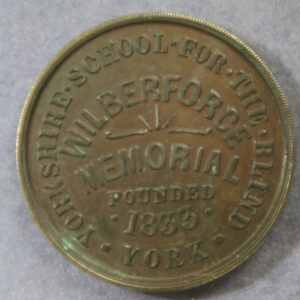 YORKSHIRE·SCHOOL·FOR·THE·BLIND
WILBERFORCE
MEMORIAL
FOUNDED
·1833·
·YORK·